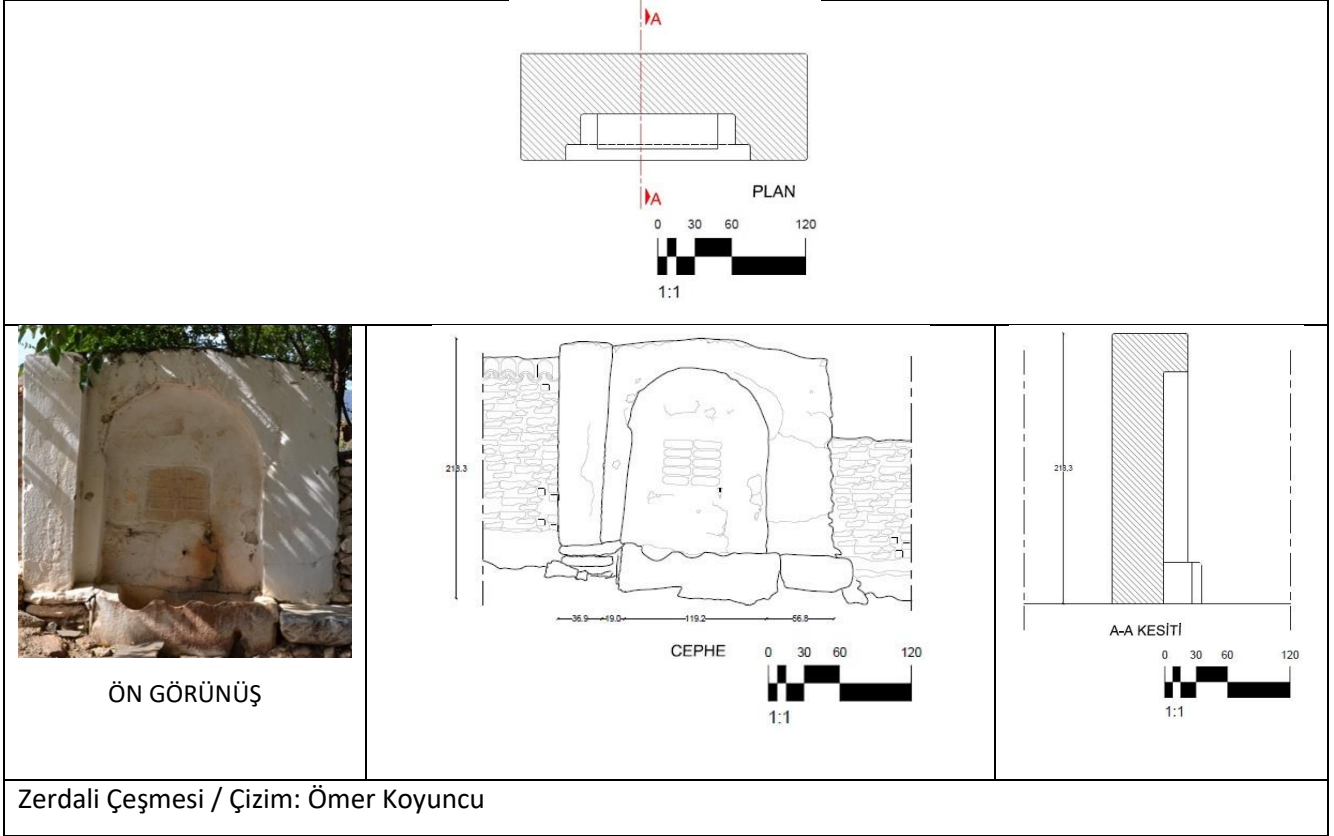 A
A
PLAN
0 30 60 120
1:1
ÖN GÖRÜNÜŞ
213.3
36.9 49.0 119.2 56.8
CEPHE
0 30 60 120
1:1
213.3
A-A KESİTİ
0 30 60 120
1:1
Zerdali Çeşmesi / Çizim: Ömer Koyuncu